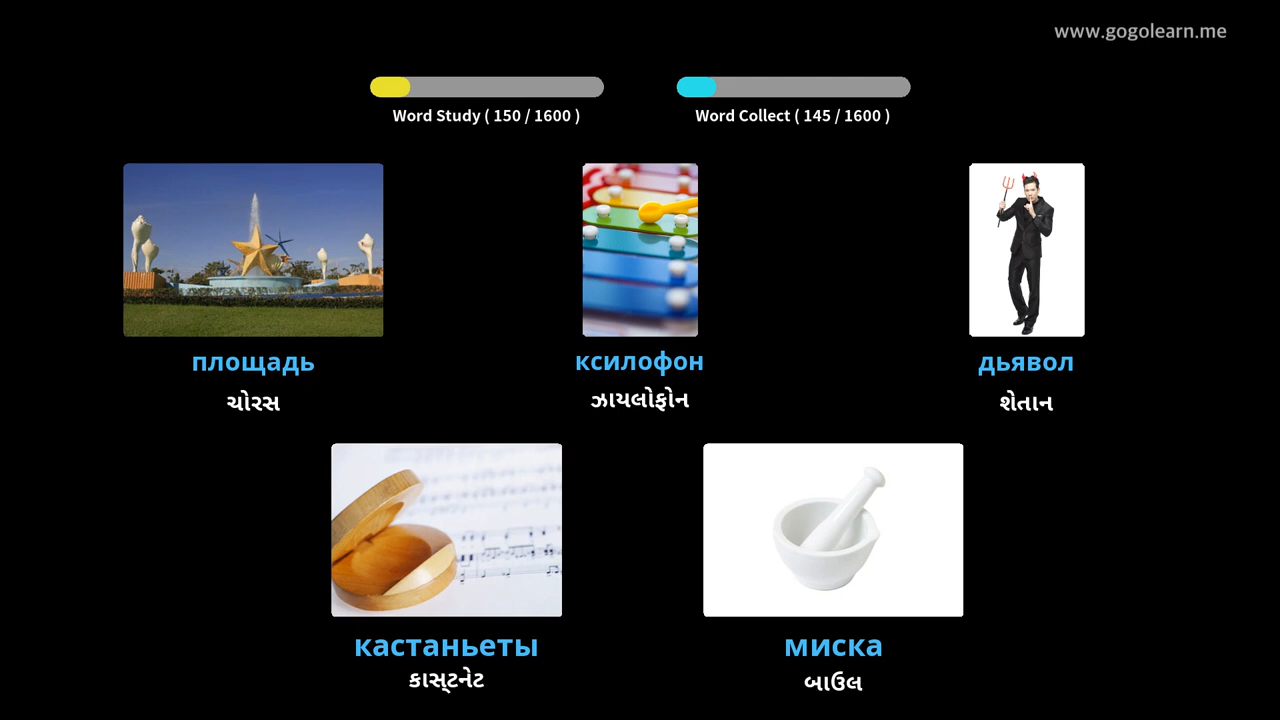 www.gogolearn.me
Word Study ( 150 / 1600 )
Word Collect ( 145 / 1600 )
площадь
ксилофон
дьявол
ચોરસ
ઝાયલોફોન
શેતાન
кастаньеты
миска
કાસ્ટનેટ
બાઉલ